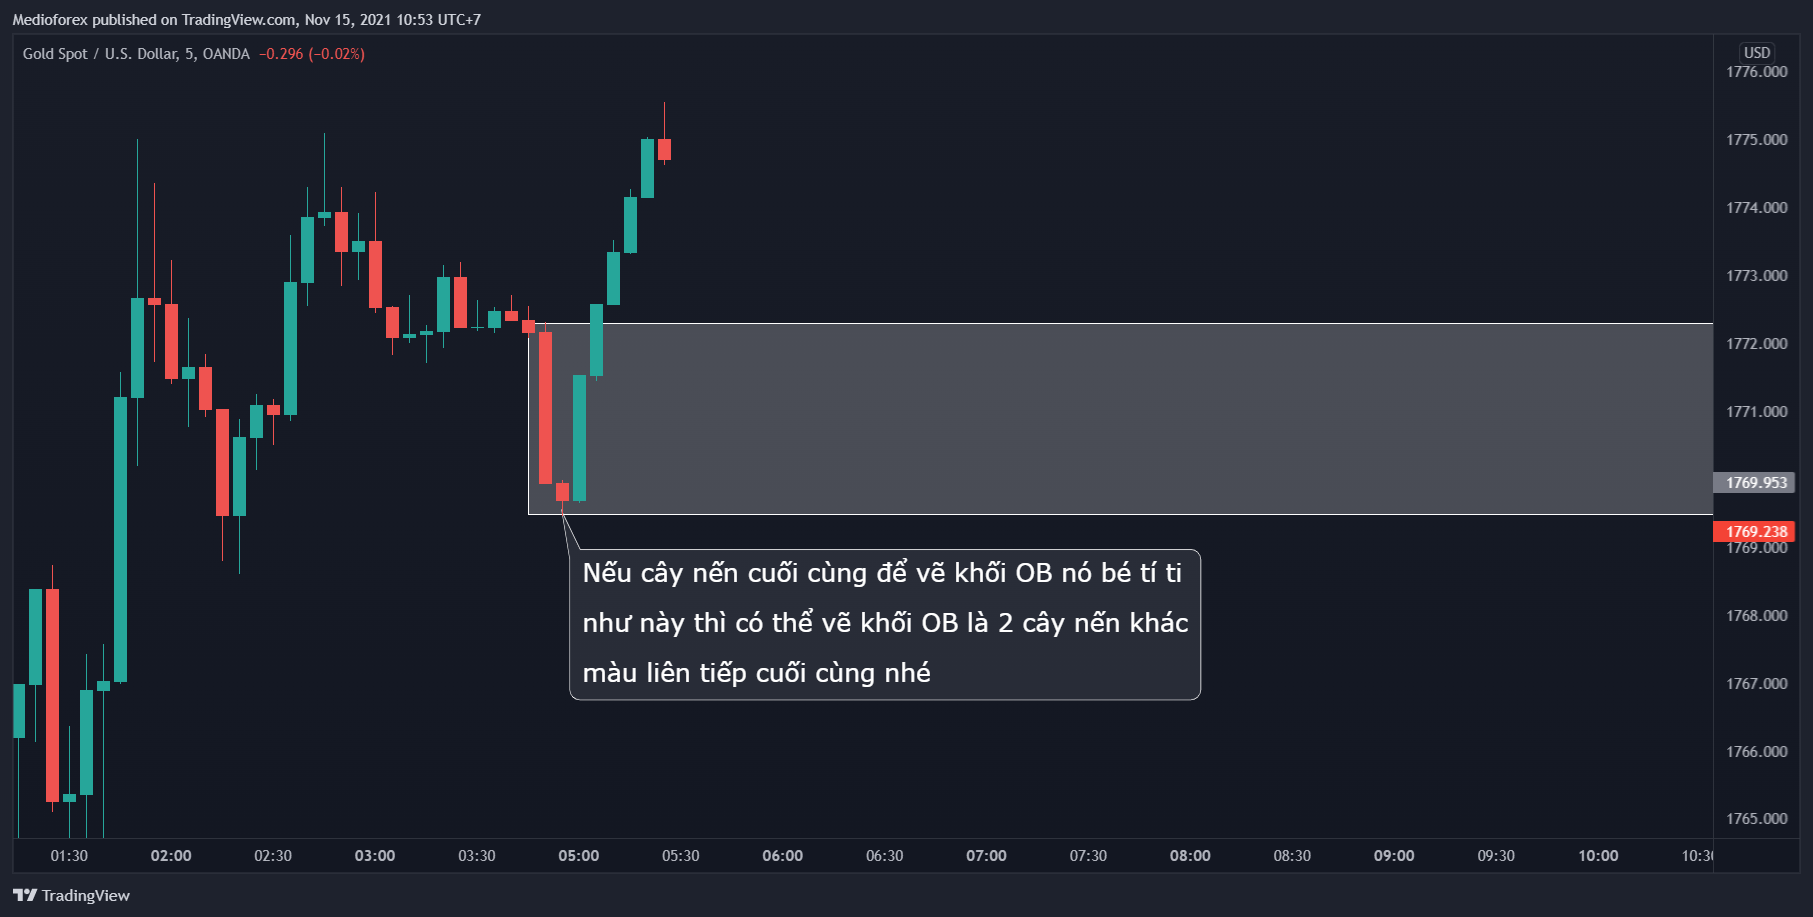 Medioforex published on TradingView.com, Nov 15, 2021 10:53 UTC+7
Gold Spot / U.S. Dollar, 5, OANDA −0.296 (−0.02%)
USD
1776.000
1775.000
1774.000
1773.000
1772.000
1771.000
1769.953
1769.238
1769.000
1768.000
1767.000
1766.000
1765.000
Nếu cây nến cuối cùng để vẽ khối OB nó bé tí ti
như này thì có thể vẽ khối OB là 2 cây nến khác
màu liên tiếp cuối cùng nhé
01:30 02:00 02:30 03:00 03:30 05:00 05:30 06:00 06:30 07:00 07:30 08:00 08:30 09:00 09:30 10:00 10:30
TradingView